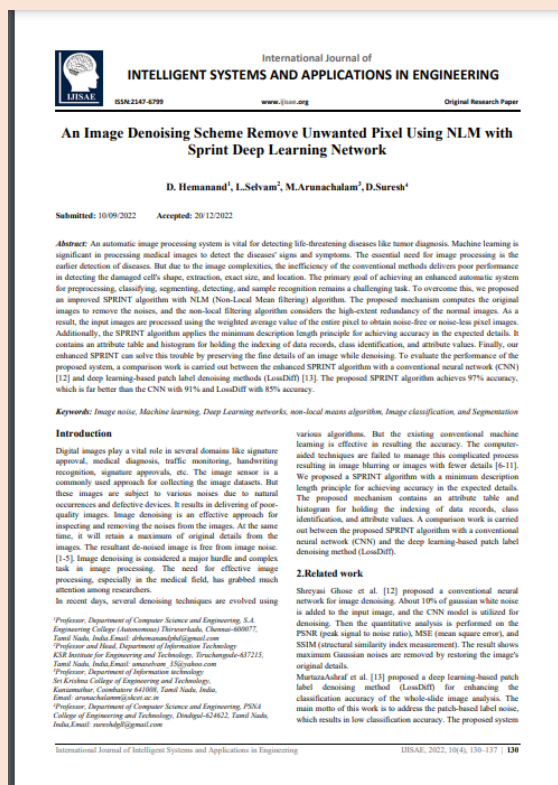 International Journal of
INTELLIGENT SYSTEMS AND APPLICATIONS IN ENGINEERING
IJISAE
ISSN:2147-6799 www.ijisae.org Original Research Paper
An Image Denoising Scheme Remove Unwanted Pixel Using NLM with
Sprint Deep Learning Network
D. Hemanand¹, L.Selvam², M.Arunachalam³, D.Suresh⁴
Submitted: 10/09/2022 Accepted: 20/12/2022
Abstract: An automatic image processing system is vital for detecting life-threatening diseases like tumor diagnosis. Machine learning is
significant in processing medical images to detect the diseases' signs and symptoms. The essential need for image processing is the
earlier detection of diseases. But due to the image complexities, the inefficiency of the conventional methods delivers poor performance
in detecting the damaged cell's shape, extraction, exact size, and location. The primary goal of achieving an enhanced automatic system
for preprocessing, classifying, segmenting, detecting, and sample recognition remains a challenging task. To overcome this, we proposed
an improved SPRINT algorithm with NLM (Non-Local Mean filtering) algorithm. The proposed mechanism computes the original
images to remove the noises, and the non-local filtering algorithm considers the high-extent redundancy of the normal images. As a
result, the input images are processed using the weighted average value of the entire pixel to obtain noise-free or noise-less pixel images.
Additionally, the SPRINT algorithm applies the minimum description length principle for achieving accuracy in the expected details. It
contains an attribute table and histogram for holding the indexing of data records, class identification, and attribute values. Finally, our
enhanced SPRINT can solve this trouble by preserving the fine details of an image while denoising. To evaluate the performance of the
proposed system, a comparison work is carried out between the enhanced SPRINT algorithm with a conventional neural network (CNN)
[12] and deep learning-based patch label denoising methods (LossDiff) [13]. The proposed SPRINT algorithm achieves 97% accuracy,
which is far better than the CNN with 91% and LossDiff with 85% accuracy.
Keywords: Image noise, Machine learning, Deep Learning networks, non-local means algorithm, Image classification, and Segmentation
Introduction
Digital images play a vital role in several domains like signature
approval, medical diagnosis, traffic monitoring, handwriting
recognition, signature approvals, etc. The image sensor is a
commonly used approach for collecting the image datasets. But
these images are subject to various noises due to natural
occurrences and defective devices. It results in delivering of poor-
quality images. Image denoising is an effective approach for
inspecting and removing the noises from the images. At the same
time, it will retain a maximum of original details from the
images. The resultant de-noised image is free from image noise.
[1-5]. Image denoising is considered a major hurdle and complex
task in image processing. The need for effective image
processing, especially in the medical field, has grabbed much
attention among researchers.
In recent days, several denoising techniques are evolved using
¹Professor, Department of Computer Science and Engineering, S.A.
Engineering College (Autonomous) Thiruverkadu, Chennai-600077,
Tamil Nadu, India.Email: drhemanandphd@gmail.com
²Professor and Head, Department of Information Technology
KSR Institute for Engineering and Technology, Tiruchengode-637215,
Tamil Nadu, India,Email: umaselvam_35@yahoo.com
³Professor, Department of Information technology
Sri Krishna College of Engineering and Technology,
Kuniamuthur, Coimbatore 641008, Tamil Nadu, India,
Email: arunachalamm@skcet.ac.in
⁴Professor, Department of Computer Science and Engineering, PSNA
College of Engineering and Technology, Dindigul-624622, Tamil Nadu,
India,Email: sureshdgll@gmail.com
various algorithms. But the existing conventional machine
learning is effective in resulting the accuracy. The computer-
aided techniques are failed to manage this complicated process
resulting in image blurring or images with fewer details [6-11].
We proposed a SPRINT algorithm with a minimum description
length principle for achieving accuracy in the expected details.
The proposed mechanism contains an attribute table and
histogram for holding the indexing of data records, class
identification, and attribute values. A comparison work is carried
out between the proposed SPRINT algorithm with a conventional
neural network (CNN) and the deep learning-based patch label
denoising method (LossDiff).
2.Related work
Shreyasi Ghose et al. [12] proposed a conventional neural
network for image denoising. About 10% of gaussian white noise
is added to the input image, and the CNN model is utilized for
denoising. Then the quantitative analysis is performed on the
PSNR (peak signal to noise ratio), MSE (mean square error), and
SSIM (structural similarity index measurement). The result shows
maximum Gaussian noises are removed by restoring the image's
original details.
MurtazaAshraf et al. [13] proposed a deep learning-based patch
label denoising method (LossDiff) for enhancing the
classification accuracy of the whole-slide image analysis. The
main motto of this work is to address the patch-based label noise,
which results in low classification accuracy. The proposed system
International Journal of Intelligent Systems and Applications in Engineering IJISAE, 2022, 10(4), 130–137 | 130